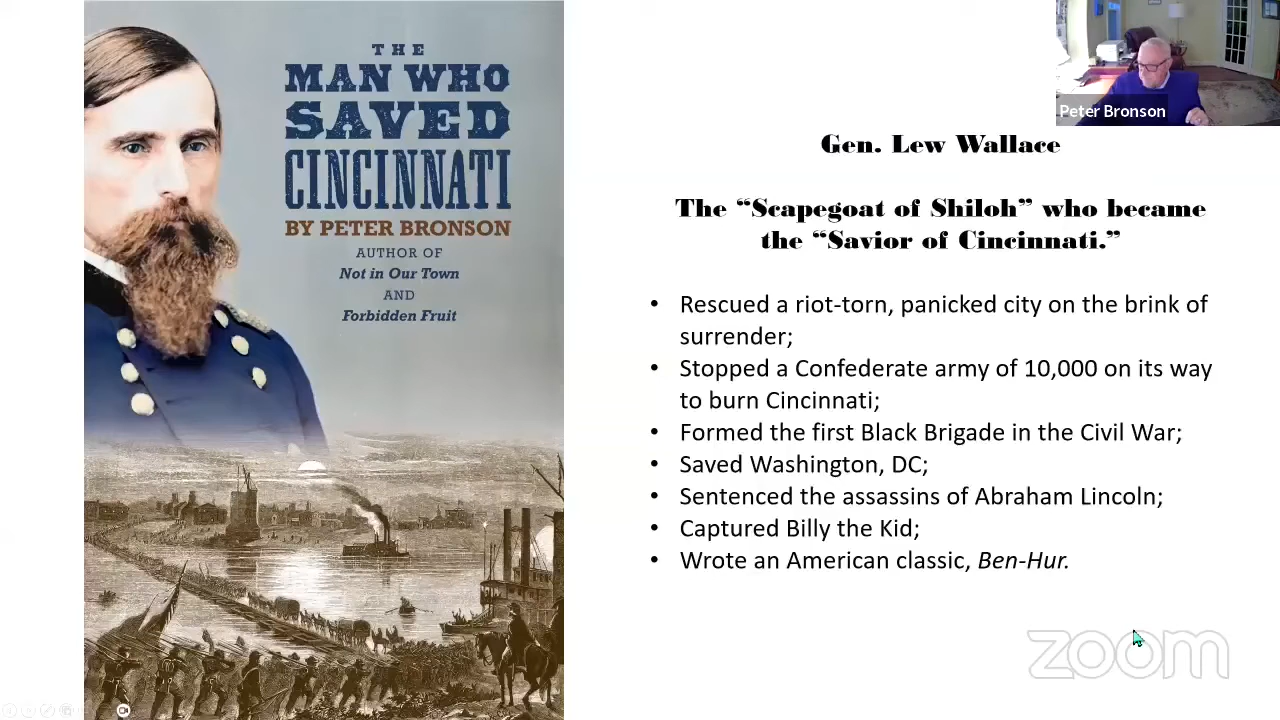 THE
MAN WHO
SAVED
CINCINNATI
BY PETER BRONSON
AUTHOR OF
Not in Our Town
AND
Forbidden Fruit
Peter Bronson
Gen. Lew Wallace
The “Scapegoat of Shiloh” who became
the “Savior of Cincinnati.”
• Rescued a riot-torn, panicked city on the brink of
surrender;
• Stopped a Confederate army of 10,000 on its way
to burn Cincinnati;
• Formed the first Black Brigade in the Civil War;
• Saved Washington, DC;
• Sentenced the assassins of Abraham Lincoln;
• Captured Billy the Kid;
• Wrote an American classic, Ben-Hur.
zoom